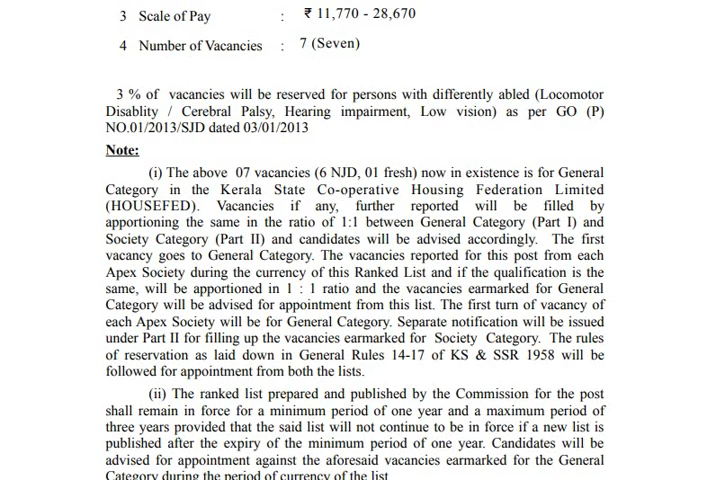 3 Scale of Pay : ₹ 11,770 - 28,670
4 Number of Vacancies : 7 (Seven)
3 % of vacancies will be reserved for persons with differently abled (Locomotor
Disablity / Cerebral Palsy, Hearing impairment, Low vision) as per GO (P)
NO.01/2013/SJD dated 03/01/2013
Note:
(i) The above 07 vacancies (6 NJD, 01 fresh) now in existence is for General
Category in the Kerala State Co-operative Housing Federation Limited
(HOUSEFED). Vacancies if any, further reported will be filled by
apportioning the same in the ratio of 1:1 between General Category (Part I) and
Society Category (Part II) and candidates will be advised accordingly. The first
vacancy goes to General Category. The vacancies reported for this post from each
Apex Society during the currency of this Ranked List and if the qualification is the
same, will be apportioned in 1 : 1 ratio and the vacancies earmarked for General
Category will be advised for appointment from this list. The first turn of vacancy of
each Apex Society will be for General Category. Separate notification will be issued
under Part II for filling up the vacancies earmarked for Society Category. The rules
of reservation as laid down in General Rules 14-17 of KS & SSR 1958 will be
followed for appointment from both the lists.
(ii) The ranked list prepared and published by the Commission for the post
shall remain in force for a minimum period of one year and a maximum period of
three years provided that the said list will not continue to be in force if a new list is
published after the expiry of the minimum period of one year. Candidates will be
advised for appointment against the aforesaid vacancies earmarked for the General
Category during the period of currency of the list